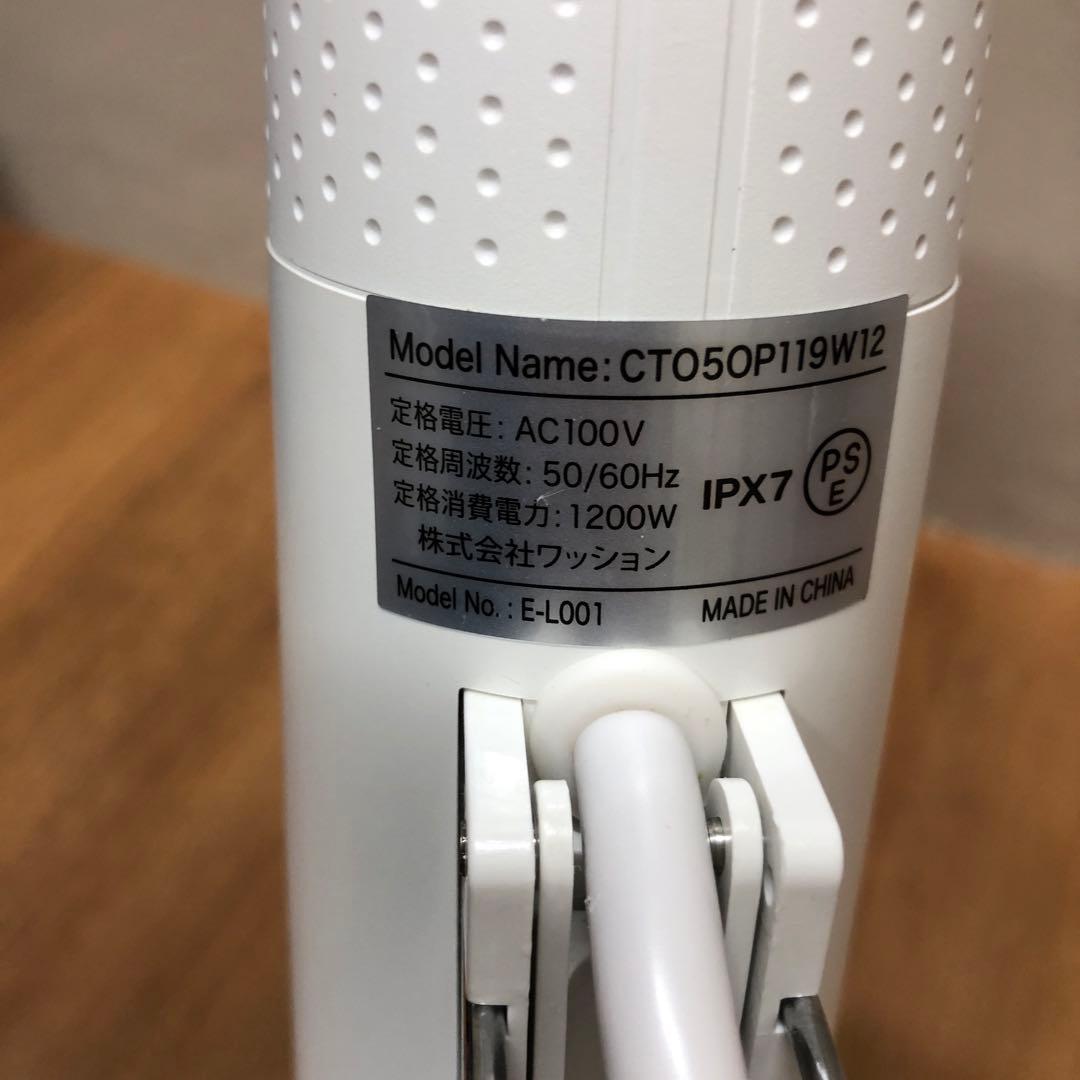 Model Name: CTO5OP119W12
定格電圧: AC100V
定格周波数: 50/60Hz
定格消費電力:1200W
IPX7
PSE
株式会社ワッション
Model No. : E-L001
MADE IN CHINA